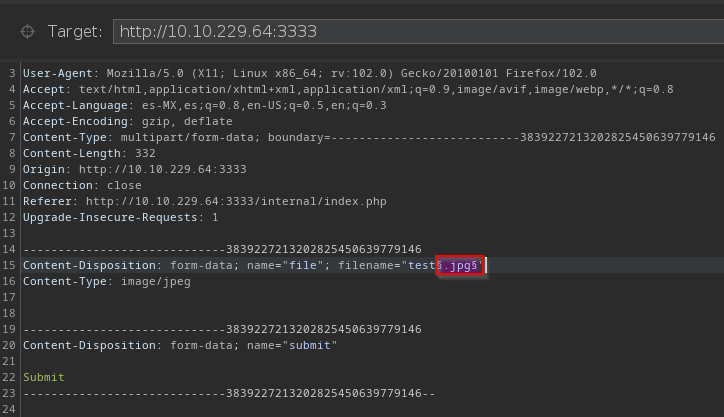 Target: http://10.10.229.64:3333
3 User-Agent: Mozilla/5.0 (X11; Linux x86_64; rv:102.0) Gecko/20100101 Firefox/102.0
4 Accept: text/html,application/xhtml+xml,application/xml;q=0.9,image/avif,image/webp,*/*;q=0.8
5 Accept-Language: es-MX,es;q=0.8,en-US;q=0.5,en;q=0.3
6 Accept-Encoding: gzip, deflate
7 Content-Type: multipart/form-data; boundary=---------------------------3839227213202825450639779146
8 Content-Length: 332
9 Origin: http://10.10.229.64:3333
10 Connection: close
11 Referer: http://10.10.229.64:3333/internal/index.php
12 Upgrade-Insecure-Requests: 1
13
14 -----------------------------3839227213202825450639779146
15 Content-Disposition: form-data; name="file"; filename="test§.jpg§"
16 Content-Type: image/jpeg
17
18
19 -----------------------------3839227213202825450639779146
20 Content-Disposition: form-data; name="submit"
21
22 Submit
23 -----------------------------3839227213202825450639779146--
24